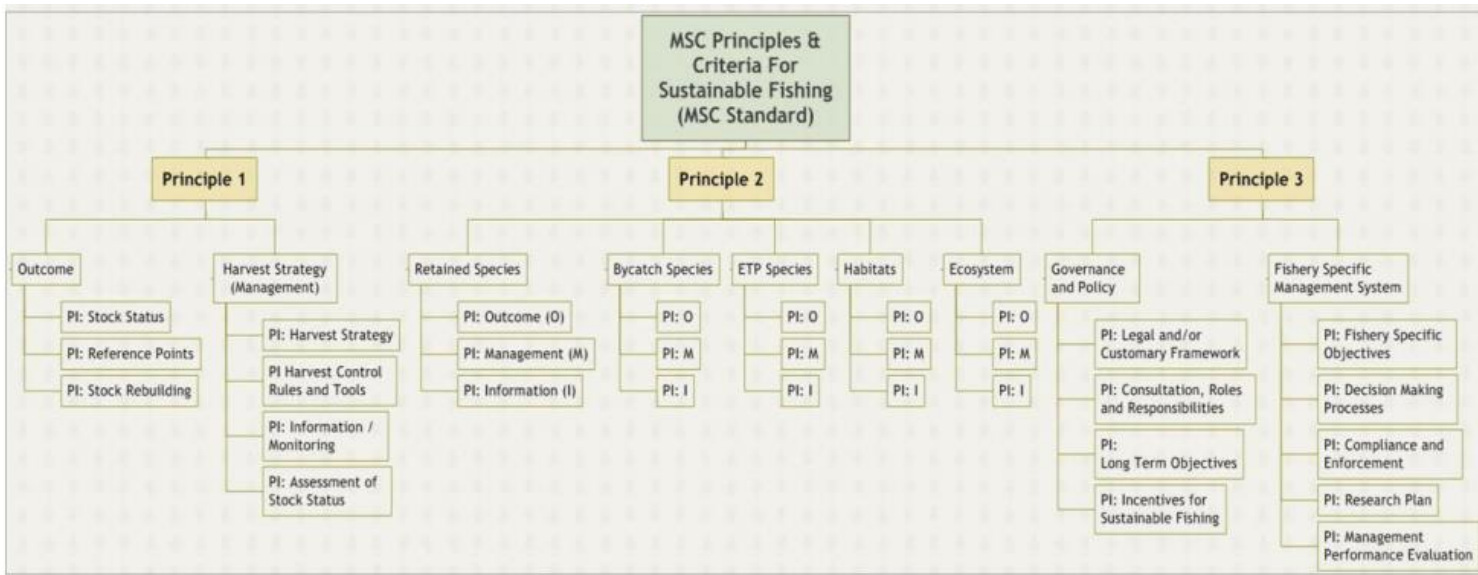 MSC Principles &
Criteria For
Sustainable Fishing
(MSC Standard)
Principle 1
Principle 2
Principle 3
Outcome
PI: Stock Status
PI: Reference Points
PI: Stock Rebuilding
Harvest Strategy
(Management)
PI: Harvest Strategy
PI Harvest Control
Rules and Tools
PI: Information /
Monitoring
PI: Assessment of
Stock Status
Retained Species
PI: Outcome (O)
PI: Management (M)
PI: Information (I)
Bycatch Species
PI: O
PI: M
PI: I
ETP Species
PI: O
PI: M
PI: I
Habitats
PI: O
PI: M
PI: I
Ecosystem
PI: O
PI: M
PI: I
Governance
and Policy
PI: Legal and/or
Customary Framework
PI: Consultation, Roles
and Responsibilities
PI:
Long Term Objectives
PI: Incentives for
Sustainable Fishing
Fishery Specific
Management System
PI: Fishery Specific
Objectives
PI: Decision Making
Processes
PI: Compliance and
Enforcement
PI: Research Plan
PI: Management
Performance Evaluation